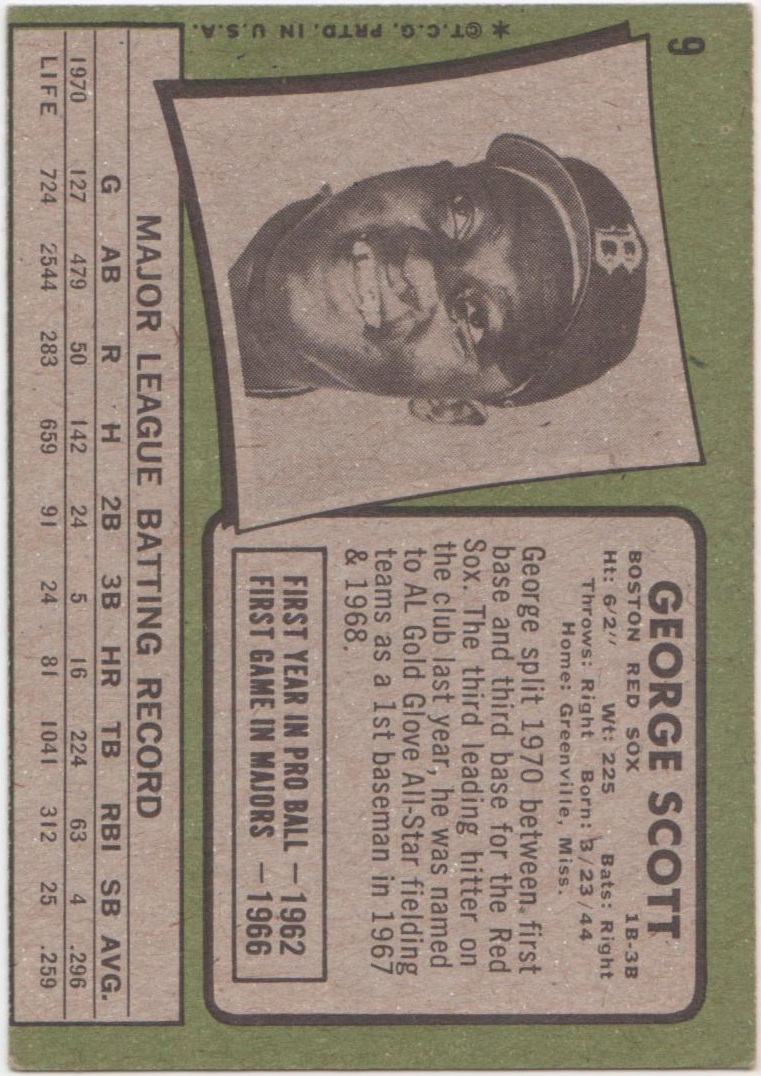 9
* © T.C.G. PRTD. IN U.S.A.
B
GEORGE SCOTT
BOSTON RED SOX 1B-3B
Ht: 6/2" Wt: 225 Bats: Right
Throws: Right Born: 3/23/44
Home: Greenville, Miss.
George split 1970 between first
base and third base for the Red
Sox. The third leading hitter on
the club last year, he was named
to AL Gold Glove All-Star fielding
teams as a 1st baseman in 1967
& 1968.
FIRST YEAR IN PRO BALL — 1962
FIRST GAME IN MAJORS — 1966
MAJOR LEAGUE BATTING RECORD
G AB R H 2B 3B HR TB RBI SB AVG.
1970 127 479 50 142 24 5 16 224 63 4 .296
LIFE 724 2544 283 659 91 24 81 1041 312 25 .259